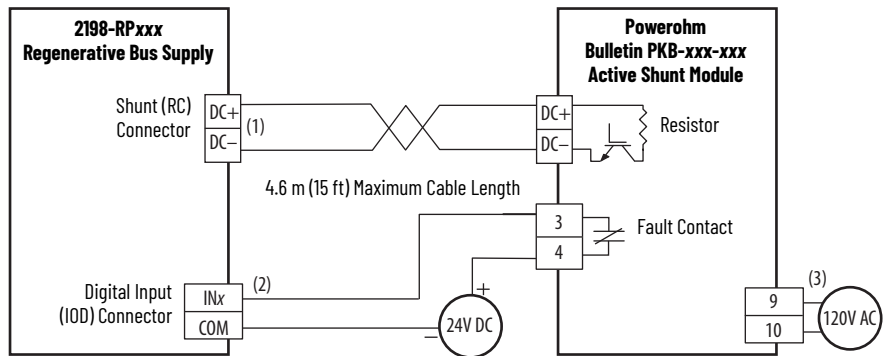 2198-RPxxx
Regenerative Bus Supply
Powerohm
Bulletin PKB-xxx-xxx
Active Shunt Module
Shunt (RC)
Connector
DC+
DC–
(1)
DC+
DC–
Resistor
4.6 m (15 ft) Maximum Cable Length
3
4
Fault Contact
Digital Input
(IOD) Connector
INx
COM
(2)
+
–
24V DC
9
10
(3)
120V AC